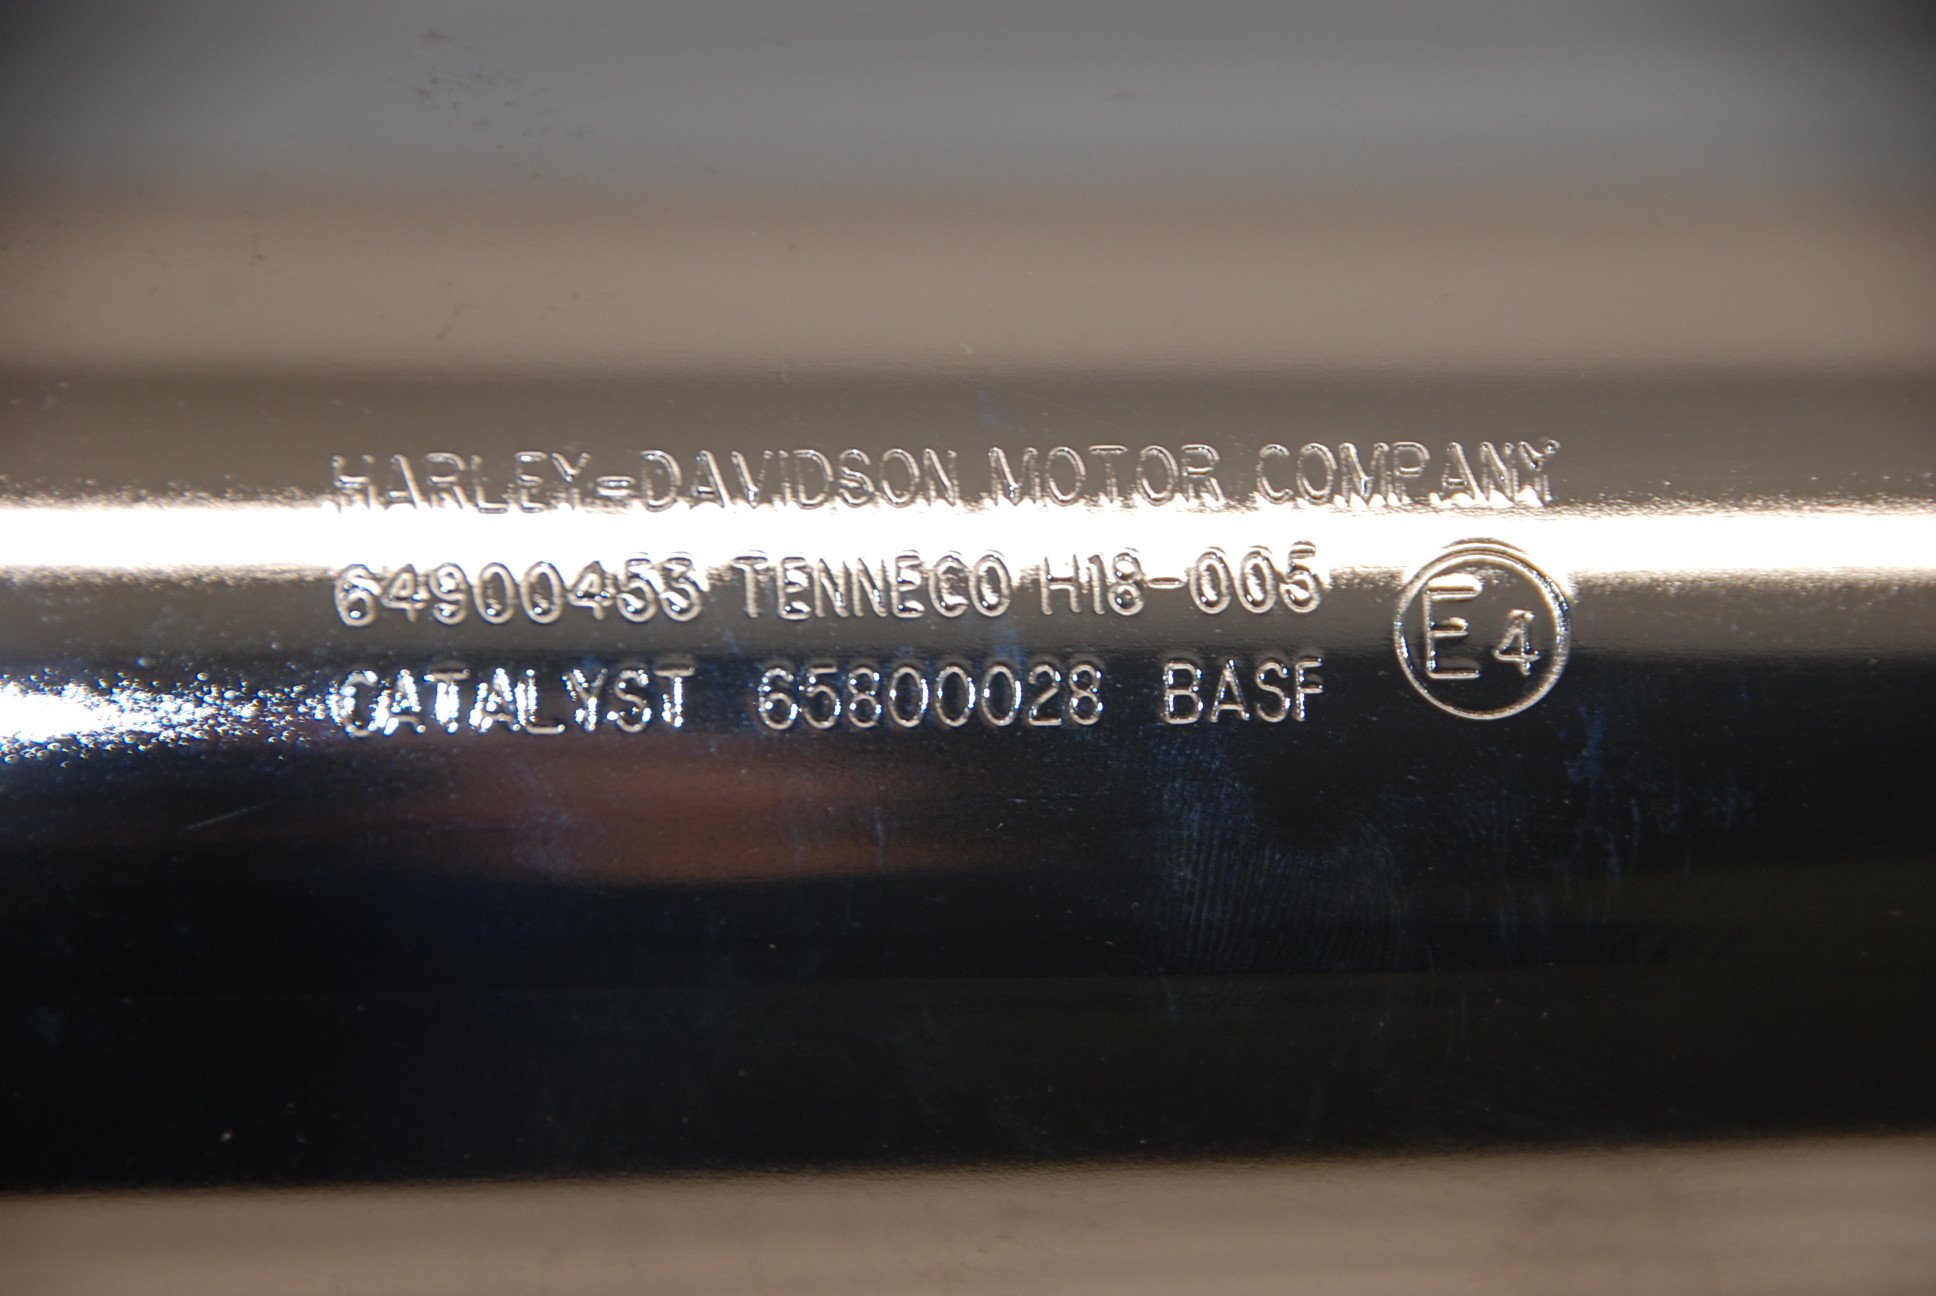 HARLEY-DAVIDSON MOTOR COMPANY
64900453 TENNECO H18-005
CATALYST 65800028 BASF
E4